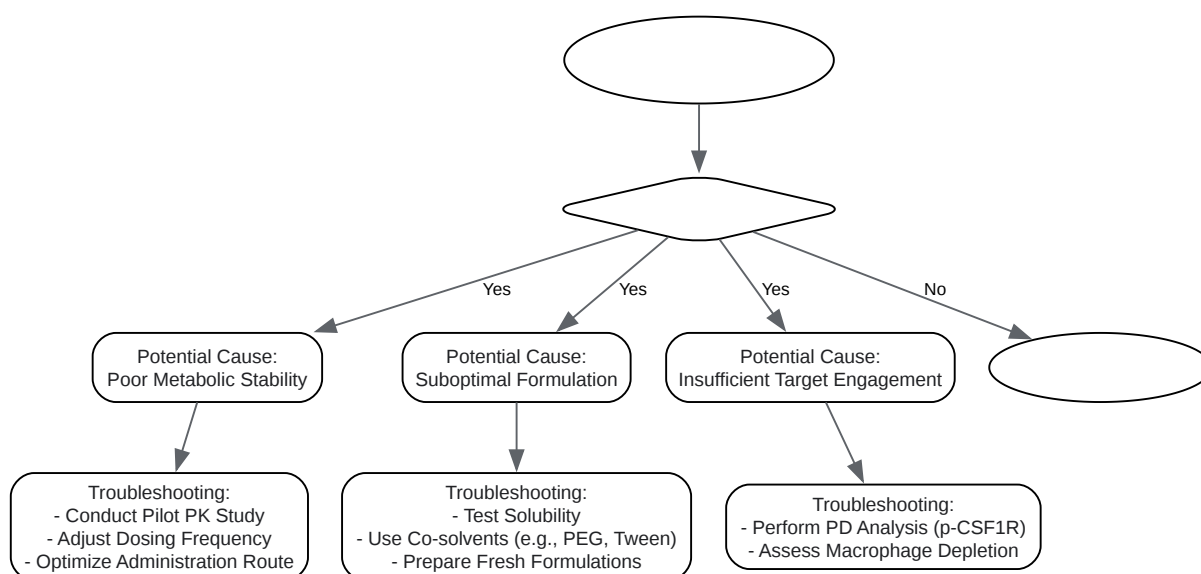 Yes
Yes
Yes
No
Potential Cause:
Poor Metabolic Stability
Potential Cause:
Suboptimal Formulation
Potential Cause:
Insufficient Target Engagement
Troubleshooting:
- Conduct Pilot PK Study
- Adjust Dosing Frequency
- Optimize Administration Route
Troubleshooting:
- Test Solubility
- Use Co-solvents (e.g., PEG, Tween)
- Prepare Fresh Formulations
Troubleshooting:
- Perform PD Analysis (p-CSF1R)
- Assess Macrophage Depletion